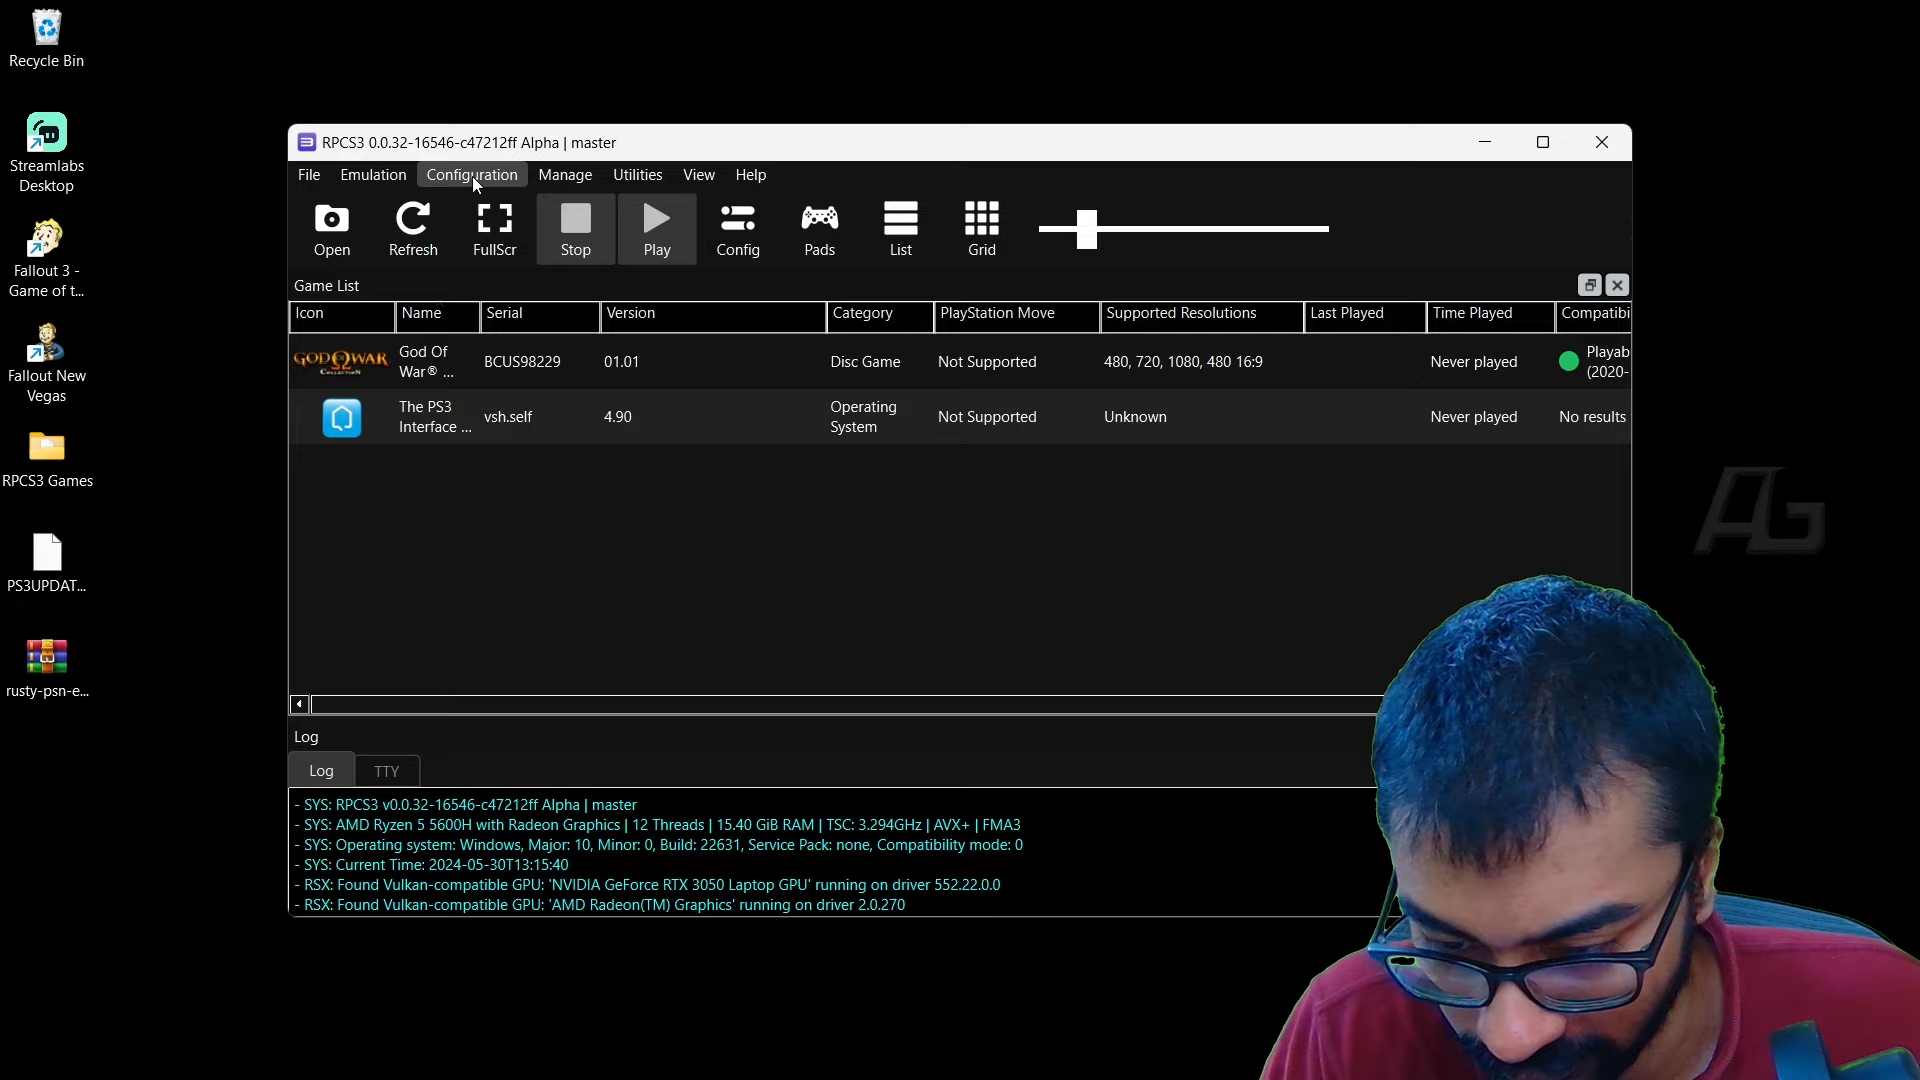 Recycle Bin
Streamlabs
Desktop
Fallout 3 -
Game of t...
Fallout New
Vegas
RPCS3 Games
PS3UPDAT...
rusty-psn-e...
RPCS3 0.0.32-16546-c47212ff Alpha | master
File Emulation Configuration Manage Utilities View Help
Open Refresh FullScr Stop Play Config Pads List Grid
Game List
Icon Name Serial Version Category PlayStation Move Supported Resolutions Last Played Time Played Compatibi
GOD OF WAR
COLLECTION
God Of
War® ...
BCUS98229 01.01 Disc Game Not Supported 480, 720, 1080, 480 16:9 Never played
Playab
(2020-
The PS3
Interface ...
vsh.self 4.90
Operating
System
Not Supported Unknown Never played No results
AG
Log
Log TTY
- SYS: RPCS3 v0.0.32-16546-c47212ff Alpha | master
- SYS: AMD Ryzen 5 5600H with Radeon Graphics | 12 Threads | 15.40 GiB RAM | TSC: 3.294GHz | AVX+ | FMA3
- SYS: Operating system: Windows, Major: 10, Minor: 0, Build: 22631, Service Pack: none, Compatibility mode: 0
- SYS: Current Time: 2024-05-30T13:15:40
- RSX: Found Vulkan-compatible GPU: 'NVIDIA GeForce RTX 3050 Laptop GPU' running on driver 552.22.0.0
- RSX: Found Vulkan-compatible GPU: 'AMD Radeon(TM) Graphics' running on driver 2.0.270